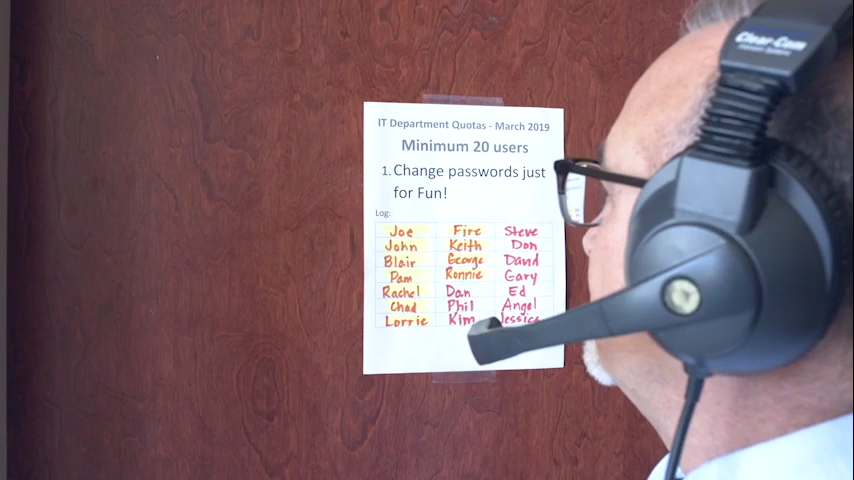 Clear-Com
IT Department Quotas - March 2019
Minimum 20 users
1. Change passwords just
for Fun!
Log:
Joe Fire Steve
John Keith Don
Blair George David
Pam Ronnie Gary
Rachel Dan Ed
Chad Phil Angel
Lorrie Kim Jessica